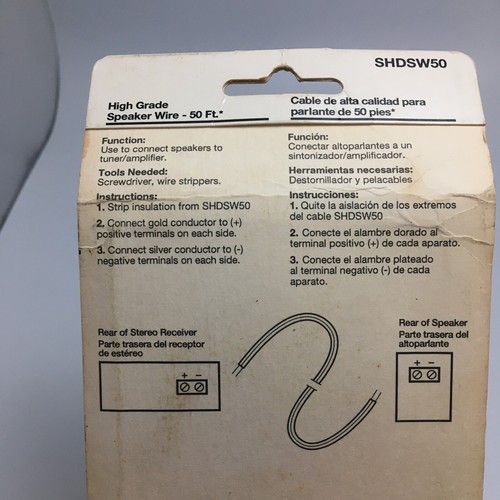 SHDSW50
High Grade
Speaker Wire - 50 Ft.*
Function:
Use to connect speakers to
tuner/amplifier.
Tools Needed:
Screwdriver, wire strippers.
Instructions:
1. Strip insulation from SHDSW50
2. Connect gold conductor to (+)
positive terminals on each side.
3. Connect silver conductor to (-)
negative terminals on each side.
Cable de alta calidad para
parlante de 50 pies*
Función:
Conectar altoparlantes a un
sintonizador/amplificador.
Herramientas necesarias:
Destornillador y pelacables
Instrucciones:
1. Quite la aislación de los extremos
del cable SHDSW50
2. Conecte el alambre dorado al
terminal positivo (+) de cada aparato.
3. Conecte el alambre plateado
al terminal negativo (-) de cada
aparato.
Rear of Stereo Receiver
Parte trasera del receptor
de estéreo
+ -
Rear of Speaker
Parte trasera del
altoparlante
+ -